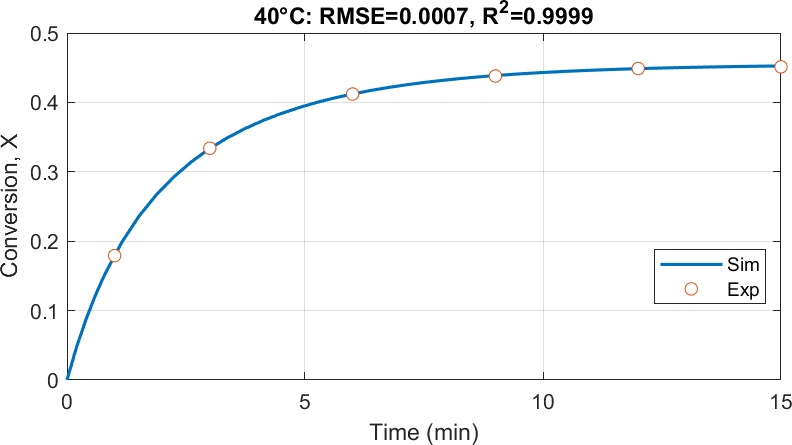 40°C: RMSE=0.0007, R²=0.9999
0.5
0.4
0.3
0.2
0.1
0
Conversion, X
Sim
Exp
0 5 10 15
Time (min)